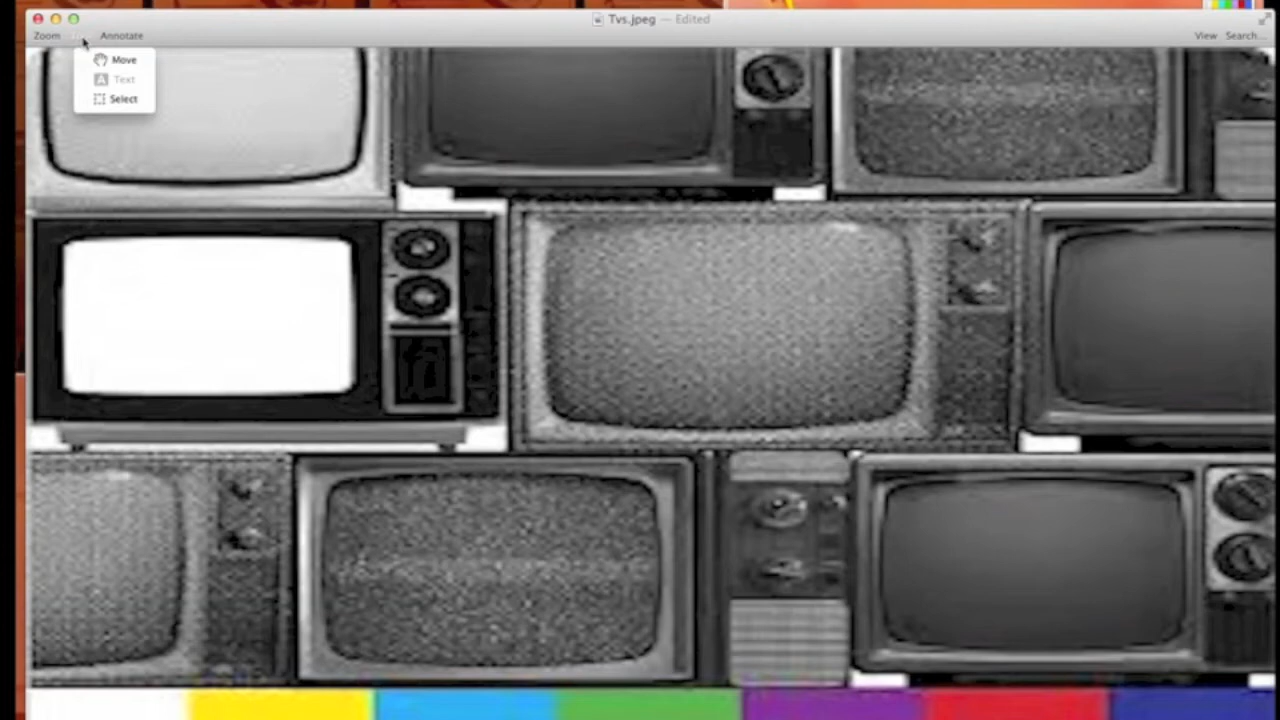 Tvs.jpeg — Edited
Zoom
Annotate
View
Search...
Move
Text
Select